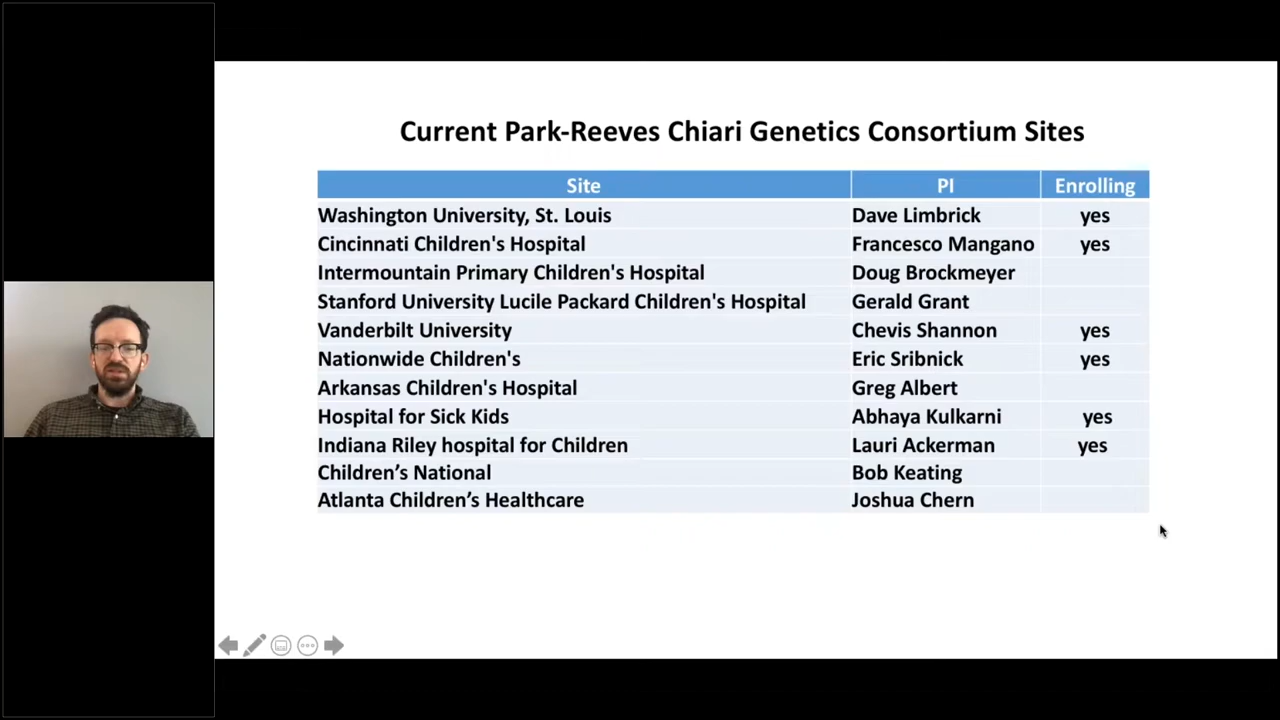 Current Park-Reeves Chiari Genetics Consortium Sites
Site PI Enrolling
Washington University, St. Louis Dave Limbrick yes
Cincinnati Children's Hospital Francesco Mangano yes
Intermountain Primary Children's Hospital Doug Brockmeyer
Stanford University Lucile Packard Children's Hospital Gerald Grant
Vanderbilt University Chevis Shannon yes
Nationwide Children's Eric Sribnick yes
Arkansas Children's Hospital Greg Albert
Hospital for Sick Kids Abhaya Kulkarni yes
Indiana Riley hospital for Children Lauri Ackerman yes
Children’s National Bob Keating
Atlanta Children’s Healthcare Joshua Chern